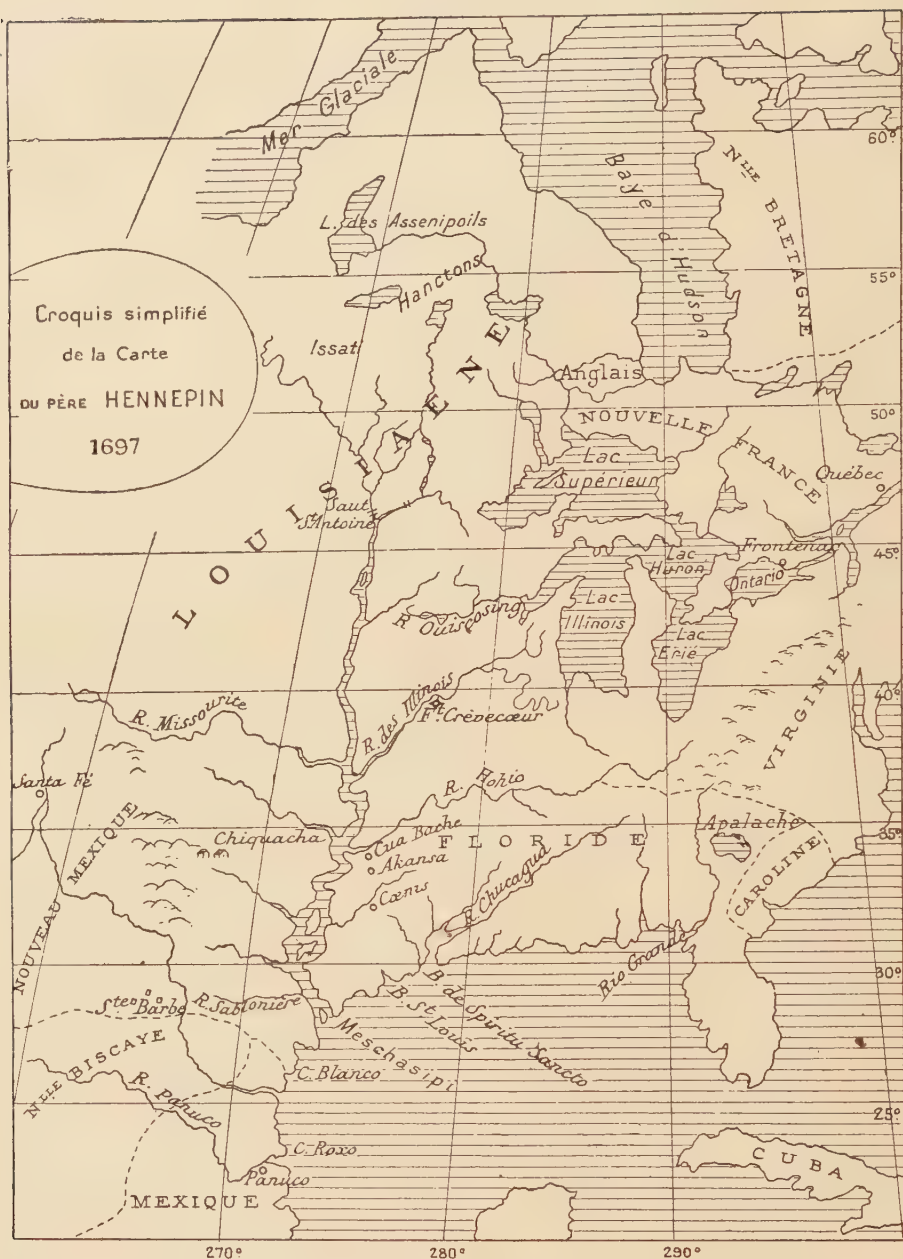 Mer Glaciale
60°
Baye d'Hudson
Nlle BRETAGNE
L. des Assenipoils
55°
Hanctons
Croquis simplifié
de la Carte
DU PÈRE HENNEPIN
1697
Issati
Anglais
50°
NOUVELLE FRANCE
Lac
Supérieur
Québec
LOUISIAENE
Saut
St Antoine
Frontenac
45°
Lac
Huron
Ontario
R. Ouiscosing
Lac
Illinois
Lac
Erié
VIRGINIE
40°
R. Missourite
R. des Illinois
Ft. Crèvecœur
Santa Fé
R. Hohio
Chiquacha
Cua Bache
FLORIDE
Apalache
35°
NOUVEAU MEXIQUE
Akansa
CAROLINE
Cœnis
R. Chucagua
Rio Grande
30°
Ste Barbe
R. Sablonière
B. de Spiritu Sancto
B. St Louis
Meschasipi
Nlle BISCAYE
C. Blanco
R. Panuco
25°
C. Roxo
Panuco
CUBA
MEXIQUE
270°
280°
290°